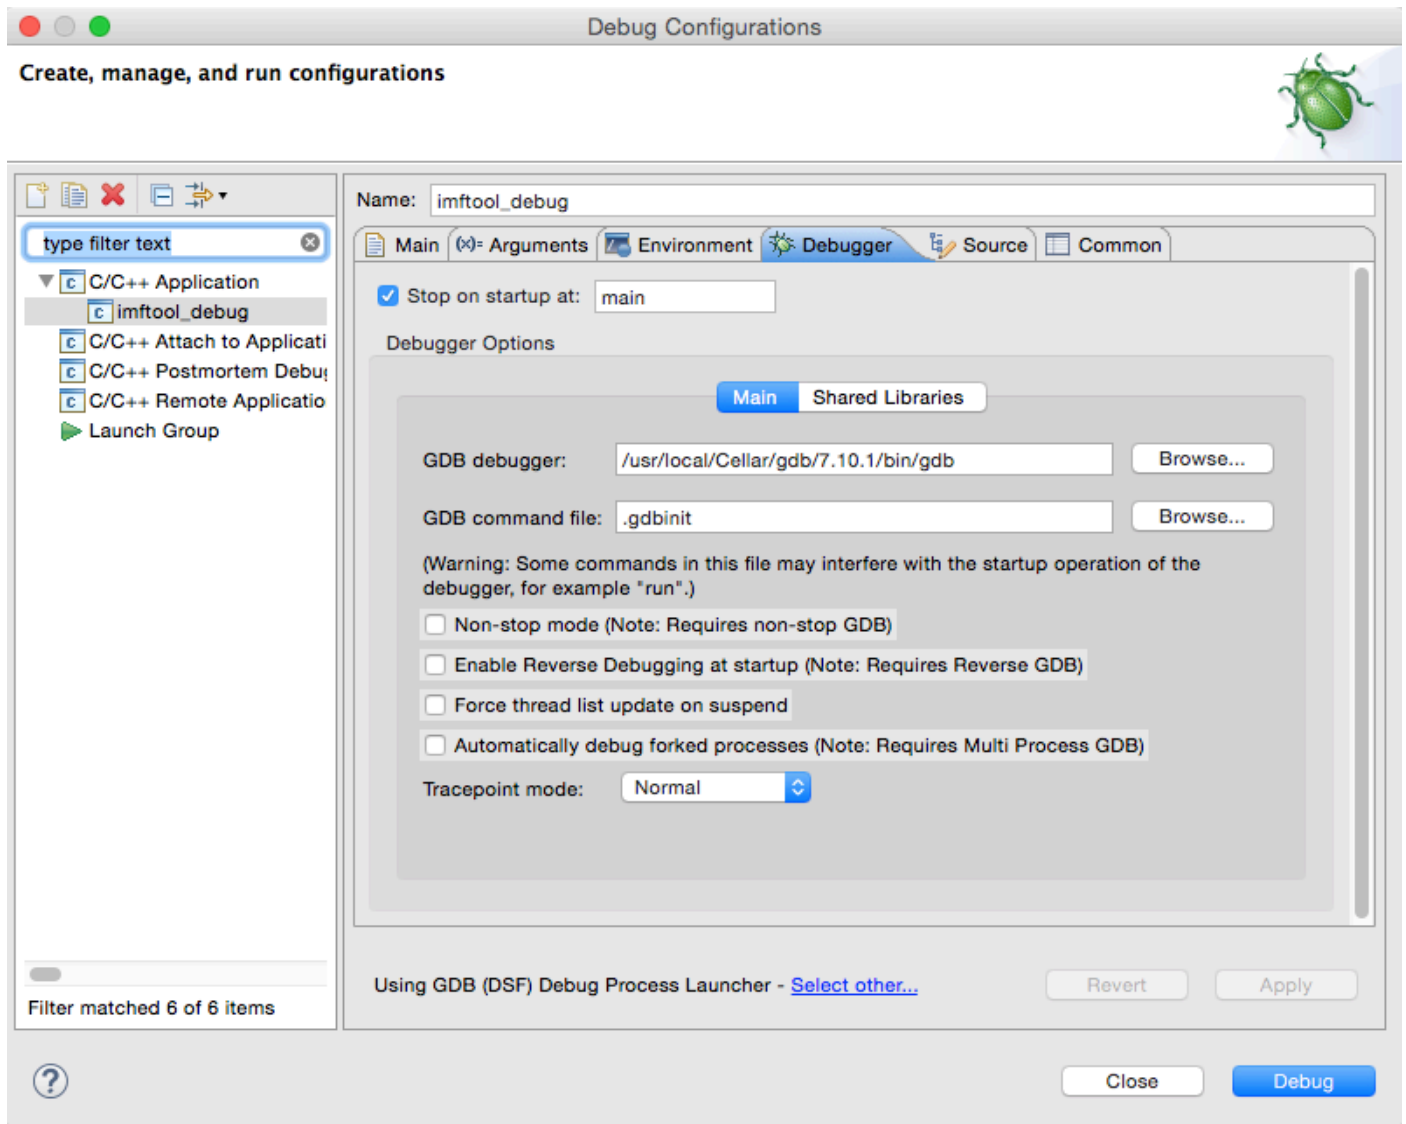 Debug Configurations
Create, manage, and run configurations
Name: imftool_debug
type filter text
Main (x)= Arguments Environment Debugger Source Common
C/C++ Application
imftool_debug
C/C++ Attach to Applicati
C/C++ Postmortem Debug
C/C++ Remote Applicatio
Launch Group
Filter matched 6 of 6 items
Stop on startup at: main
Debugger Options
Main Shared Libraries
GDB debugger: /usr/local/Cellar/gdb/7.10.1/bin/gdb Browse...
GDB command file: .gdbinit Browse...
(Warning: Some commands in this file may interfere with the startup operation of the
debugger, for example "run".)
Non-stop mode (Note: Requires non-stop GDB)
Enable Reverse Debugging at startup (Note: Requires Reverse GDB)
Force thread list update on suspend
Automatically debug forked processes (Note: Requires Multi Process GDB)
Tracepoint mode: Normal
Using GDB (DSF) Debug Process Launcher - Select other... Revert Apply
? Close Debug